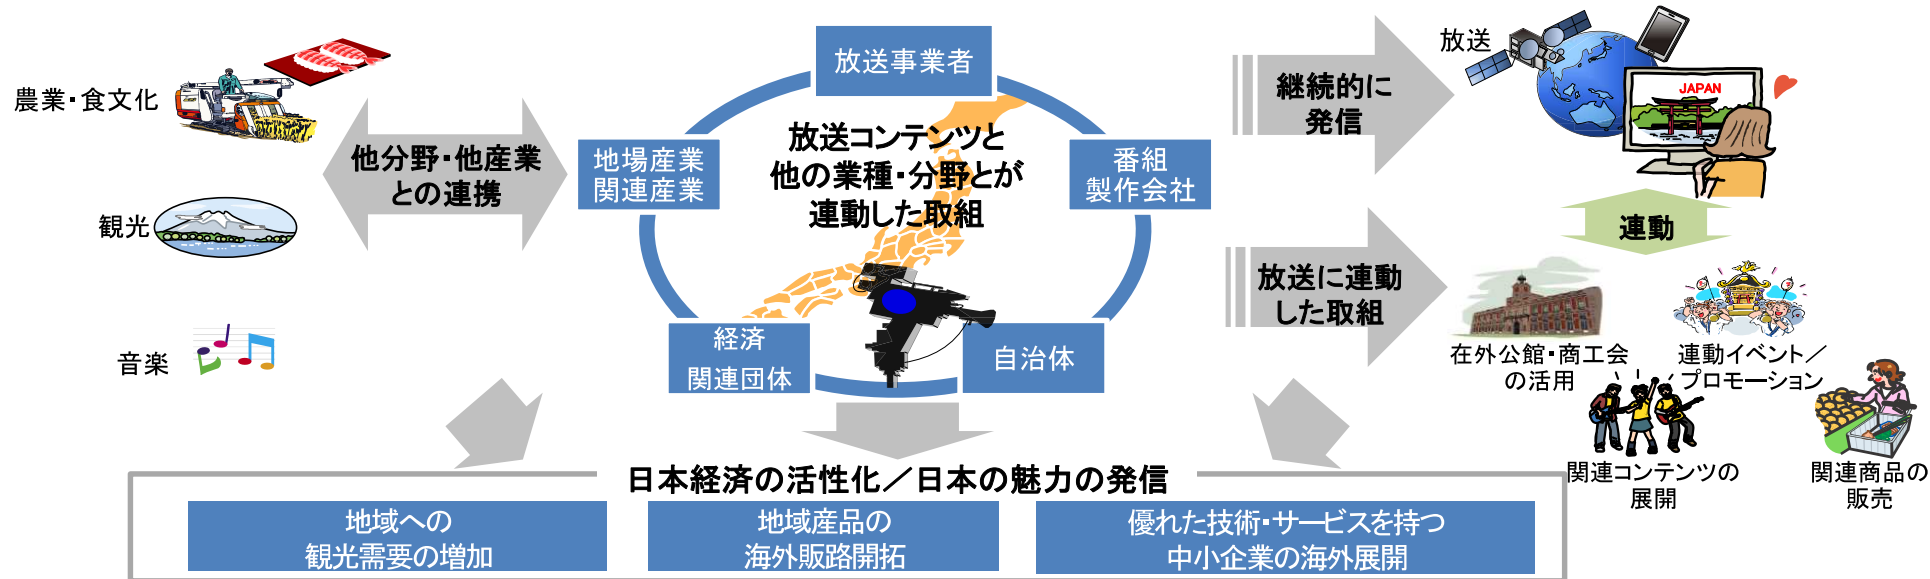 農業・食文化
観光
音楽
他分野・他産業
との連携
放送事業者
地場産業
関連産業
番組
製作会社
経済
関連団体
自治体
放送コンテンツと
他の業種・分野とが
連動した取組
継続的に
発信
放送に連動
した取組
放送
JAPAN
連動
在外公館・商工会
の活用
連動イベント／
プロモーション
関連コンテンツの
展開
関連商品の
販売
日本経済の活性化／日本の魅力の発信
地域への
観光需要の増加
地域産品の
海外販路開拓
優れた技術・サービスを持つ
中小企業の海外展開